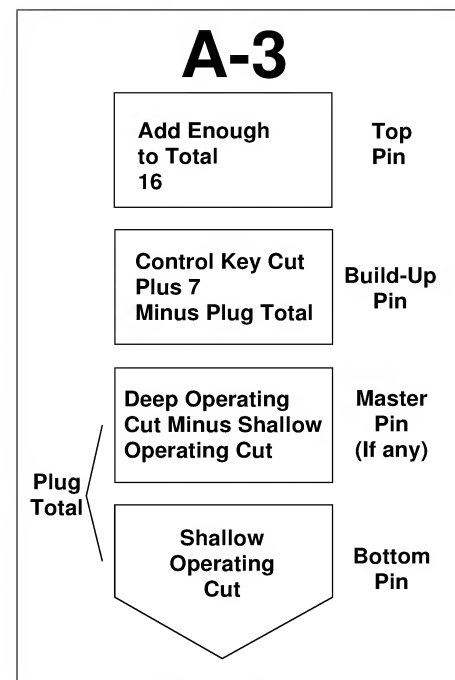 A-3
Add Enough
to Total
16
Top
Pin
Control Key Cut
Plus 7
Minus Plug Total
Build-Up
Pin
Deep Operating
Cut Minus Shallow
Operating Cut
Master
Pin
(If any)
Plug
Total
Shallow
Operating
Cut
Bottom
Pin